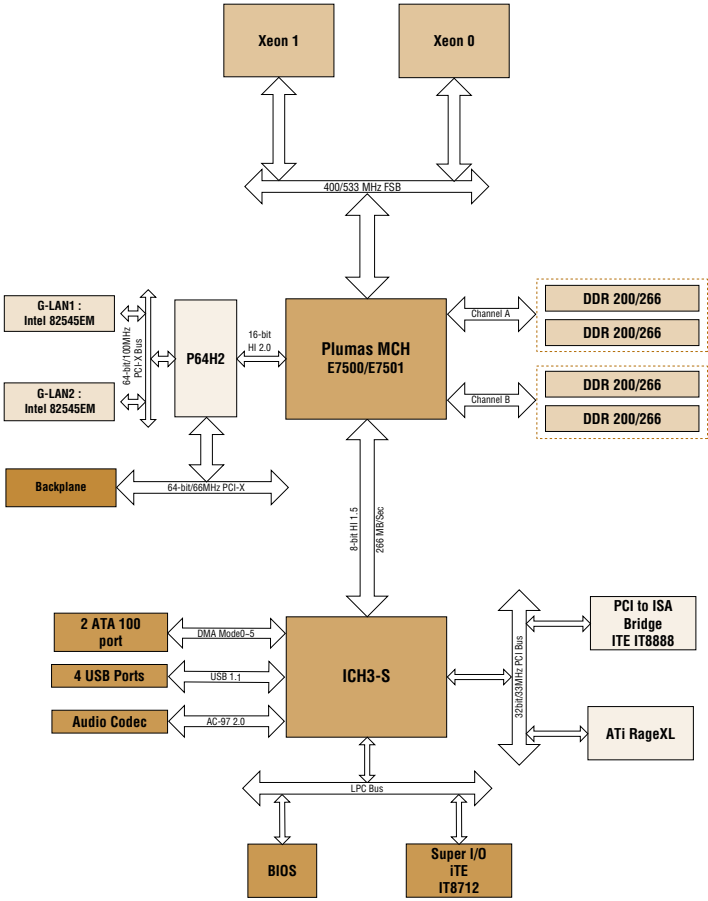 Xeon 1
Xeon 0
400/533 MHz FSB
G-LAN1 :
Intel 82545EM
G-LAN2 :
Intel 82545EM
64-bit/100MHz
PCI-X Bus
P64H2
16-bit
HI 2.0
Plumas MCH
E7500/E7501
Channel A
DDR 200/266
DDR 200/266
Channel B
DDR 200/266
DDR 200/266
Backplane
64-bit/66MHz PCI-X
8-bit HI 1.5
266 MB/Sec
2 ATA 100
port
DMA Mode0~5
4 USB Ports
USB 1.1
Audio Codec
AC-97 2.0
ICH3-S
32bit/33MHz PCI Bus
PCI to ISA
Bridge
ITE IT8888
ATi RageXL
LPC Bus
BIOS
Super I/O
iTE
IT8712